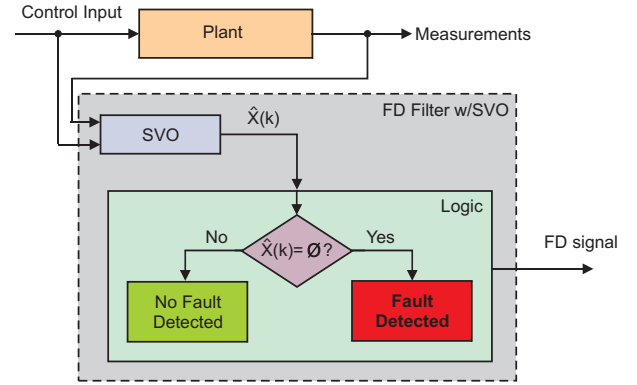 Control Input
Plant
Measurements
FD Filter w/SVO
SVO
X̂(k)
Logic
No
X̂(k)= Ø ?
Yes
FD signal
No Fault
Detected
Fault
Detected